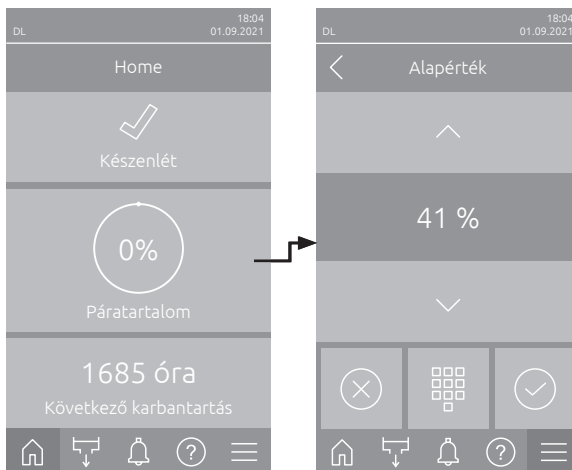 18:04
DL 01.09.2021
Home
Készenlét
0%
Páratartalom
1685 óra
Következő karbantartás
?
18:04
DL 01.09.2021
Alapérték
41 %
?